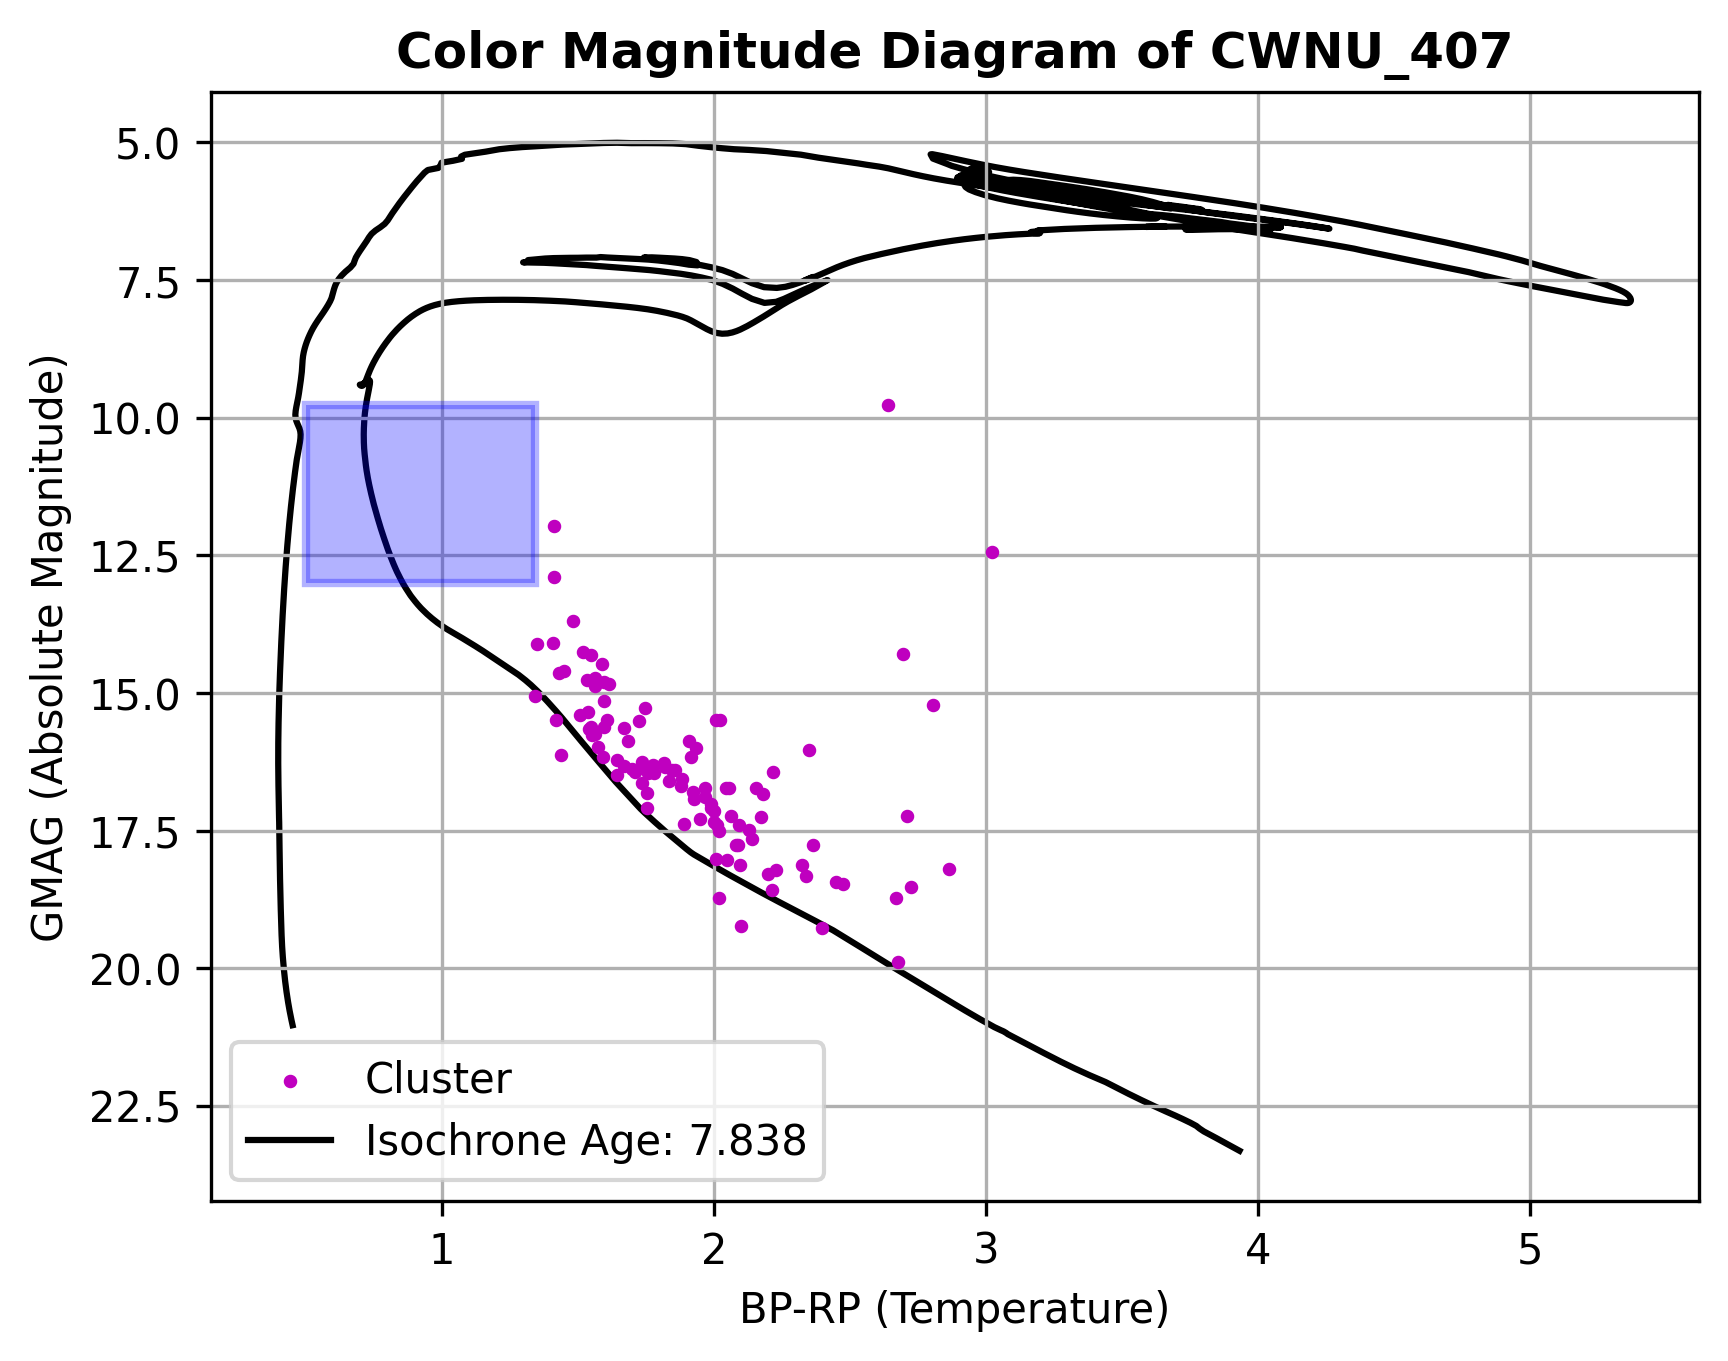 Color Magnitude Diagram of CWNU_407
GMAG (Absolute Magnitude)
5.0
7.5
10.0
12.5
15.0
17.5
20.0
22.5
Cluster
Isochrone Age: 7.838
1 2 3 4 5
BP-RP (Temperature)